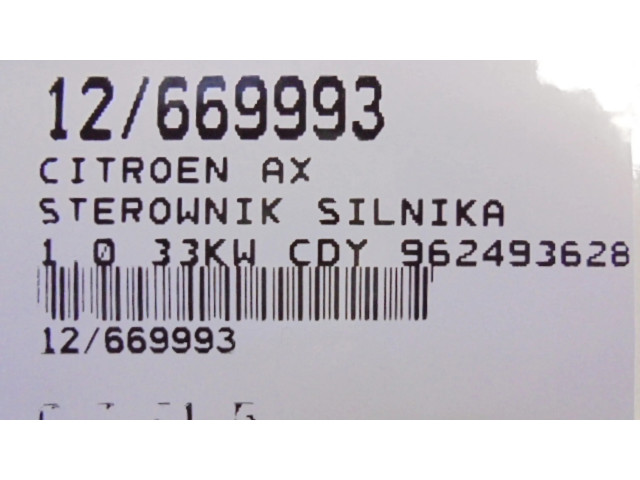 12/669993
CITROEN AX
STEROWNIK SILNIKA
1.0 33KW CDY 962493628
12/669993